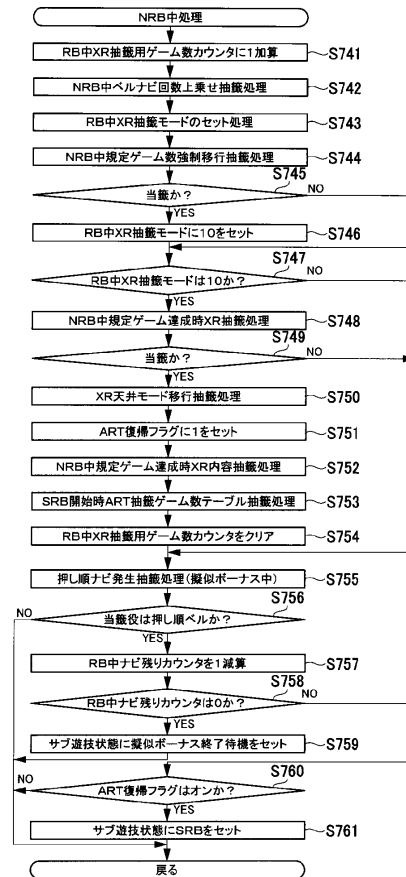 NRB中処理
RB中XR抽籤用ゲーム数カウンタに1加算 S741
NRB中ベルナビ回数上乗せ抽籤処理 S742
RB中XR抽籤モードのセット処理 S743
NRB中規定ゲーム数強制移行抽籤処理 S744
S745
当籤か? NO
YES
RB中XR抽籤モードに10をセット S746
S747
RB中XR抽籤モードは10か? NO
YES
NRB中規定ゲーム達成時XR抽籤処理 S748
S749
当籤か? NO
YES
XR天井モード移行抽籤処理 S750
ART復帰フラグに1をセット S751
NRB中規定ゲーム達成時XR内容抽籤処理 S752
SRB開始時ART抽籤ゲーム数テーブル抽籤処理 S753
RB中XR抽籤用ゲーム数カウンタをクリア S754
押し順ナビ発生抽籤処理(擬似ボーナス中) S755
S756
NO 当籤役は押し順ベルか?
YES
RB中ナビ残りカウンタを1減算 S757
S758
RB中ナビ残りカウンタは0か? NO
YES
サブ遊技状態に擬似ボーナス終了待機をセット S759
S760
NO ART復帰フラグはオンか?
YES
サブ遊技状態にSRBをセット S761
戻る